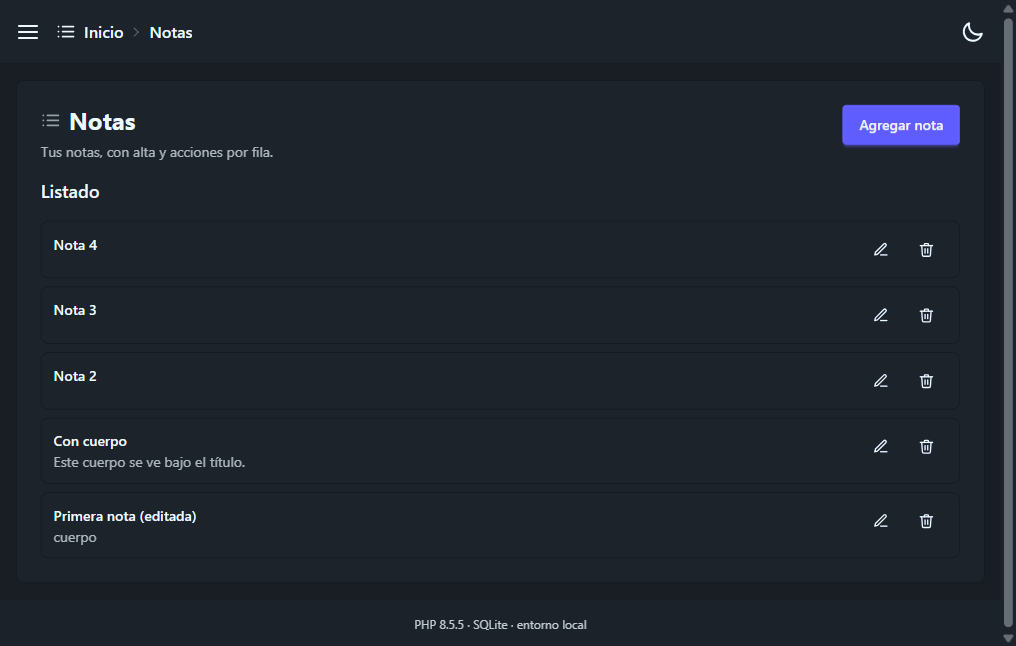 Inicio > Notas
Notas
Agregar nota
Tus notas, con alta y acciones por fila.
Listado
Nota 4
Nota 3
Nota 2
Con cuerpo
Este cuerpo se ve bajo el título.
Primera nota (editada)
cuerpo
PHP 8.5.5 · SQLite · entorno local